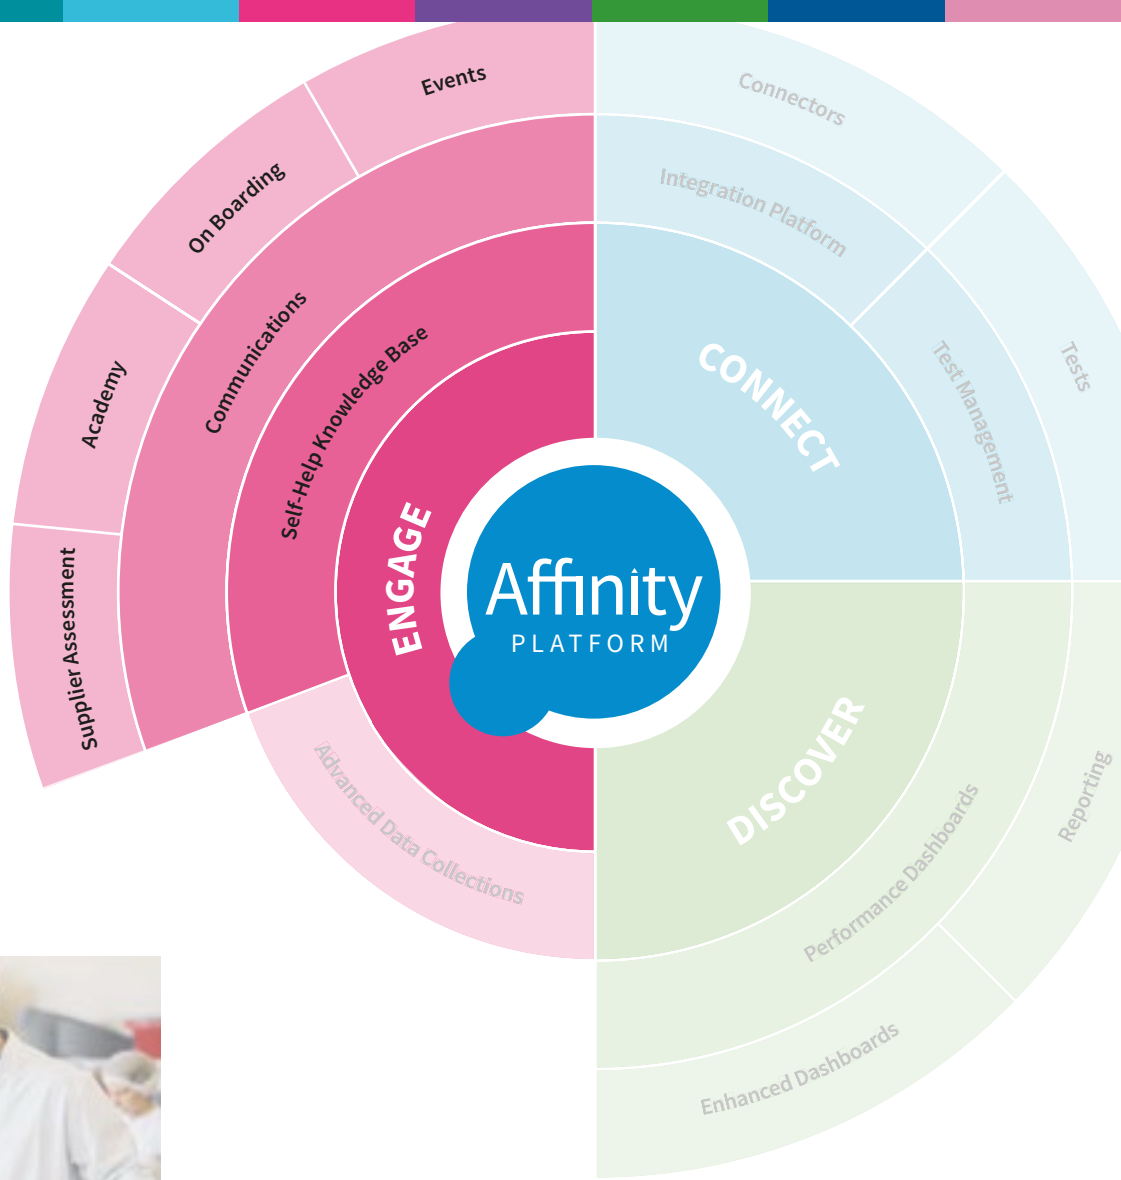 Events
On Boarding
Academy
Supplier Assessment
Communications
Self-Help Knowledge Base
ENGAGE
Advanced Data Collections
Affinity
PLATFORM
Connectors
Integration Platform
CONNECT
Tests
Test Management
DISCOVER
Performance Dashboards
Reporting
Enhanced Dashboards